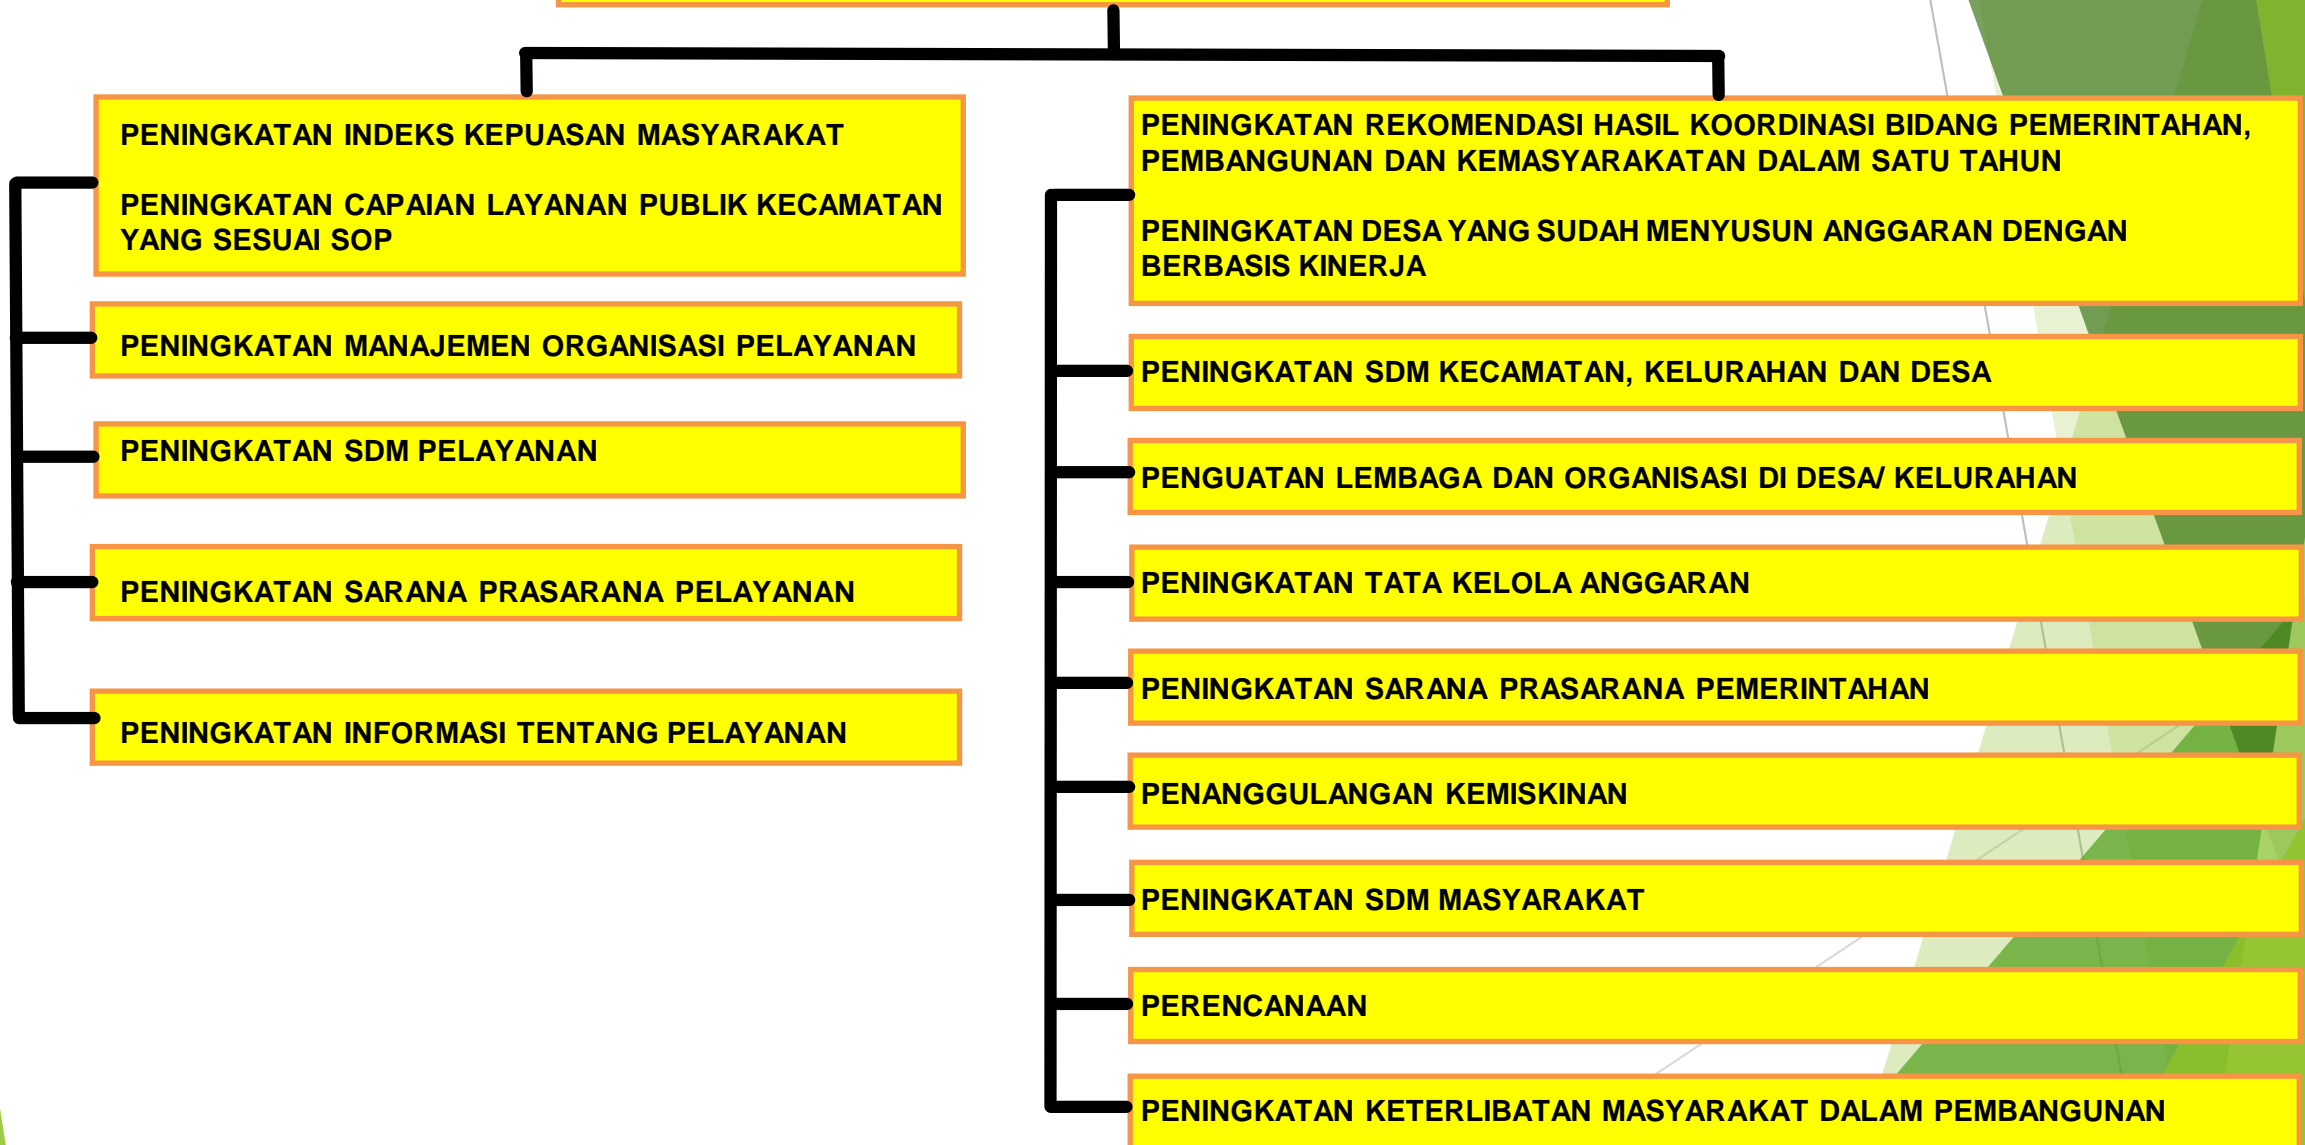 PENINGKATAN INDEKS KEPUASAN MASYARAKAT
PENINGKATAN CAPAIAN LAYANAN PUBLIK KECAMATAN
YANG SESUAI SOP
PENINGKATAN MANAJEMEN ORGANISASI PELAYANAN
PENINGKATAN SDM PELAYANAN
PENINGKATAN SARANA PRASARANA PELAYANAN
PENINGKATAN INFORMASI TENTANG PELAYANAN
PENINGKATAN REKOMENDASI HASIL KOORDINASI BIDANG PEMERINTAHAN,
PEMBANGUNAN DAN KEMASYARAKATAN DALAM SATU TAHUN
PENINGKATAN DESA YANG SUDAH MENYUSUN ANGGARAN DENGAN
BERBASIS KINERJA
PENINGKATAN SDM KECAMATAN, KELURAHAN DAN DESA
PENGUATAN LEMBAGA DAN ORGANISASI DI DESA/ KELURAHAN
PENINGKATAN TATA KELOLA ANGGARAN
PENINGKATAN SARANA PRASARANA PEMERINTAHAN
PENANGGULANGAN KEMISKINAN
PENINGKATAN SDM MASYARAKAT
PERENCANAAN
PENINGKATAN KETERLIBATAN MASYARAKAT DALAM PEMBANGUNAN